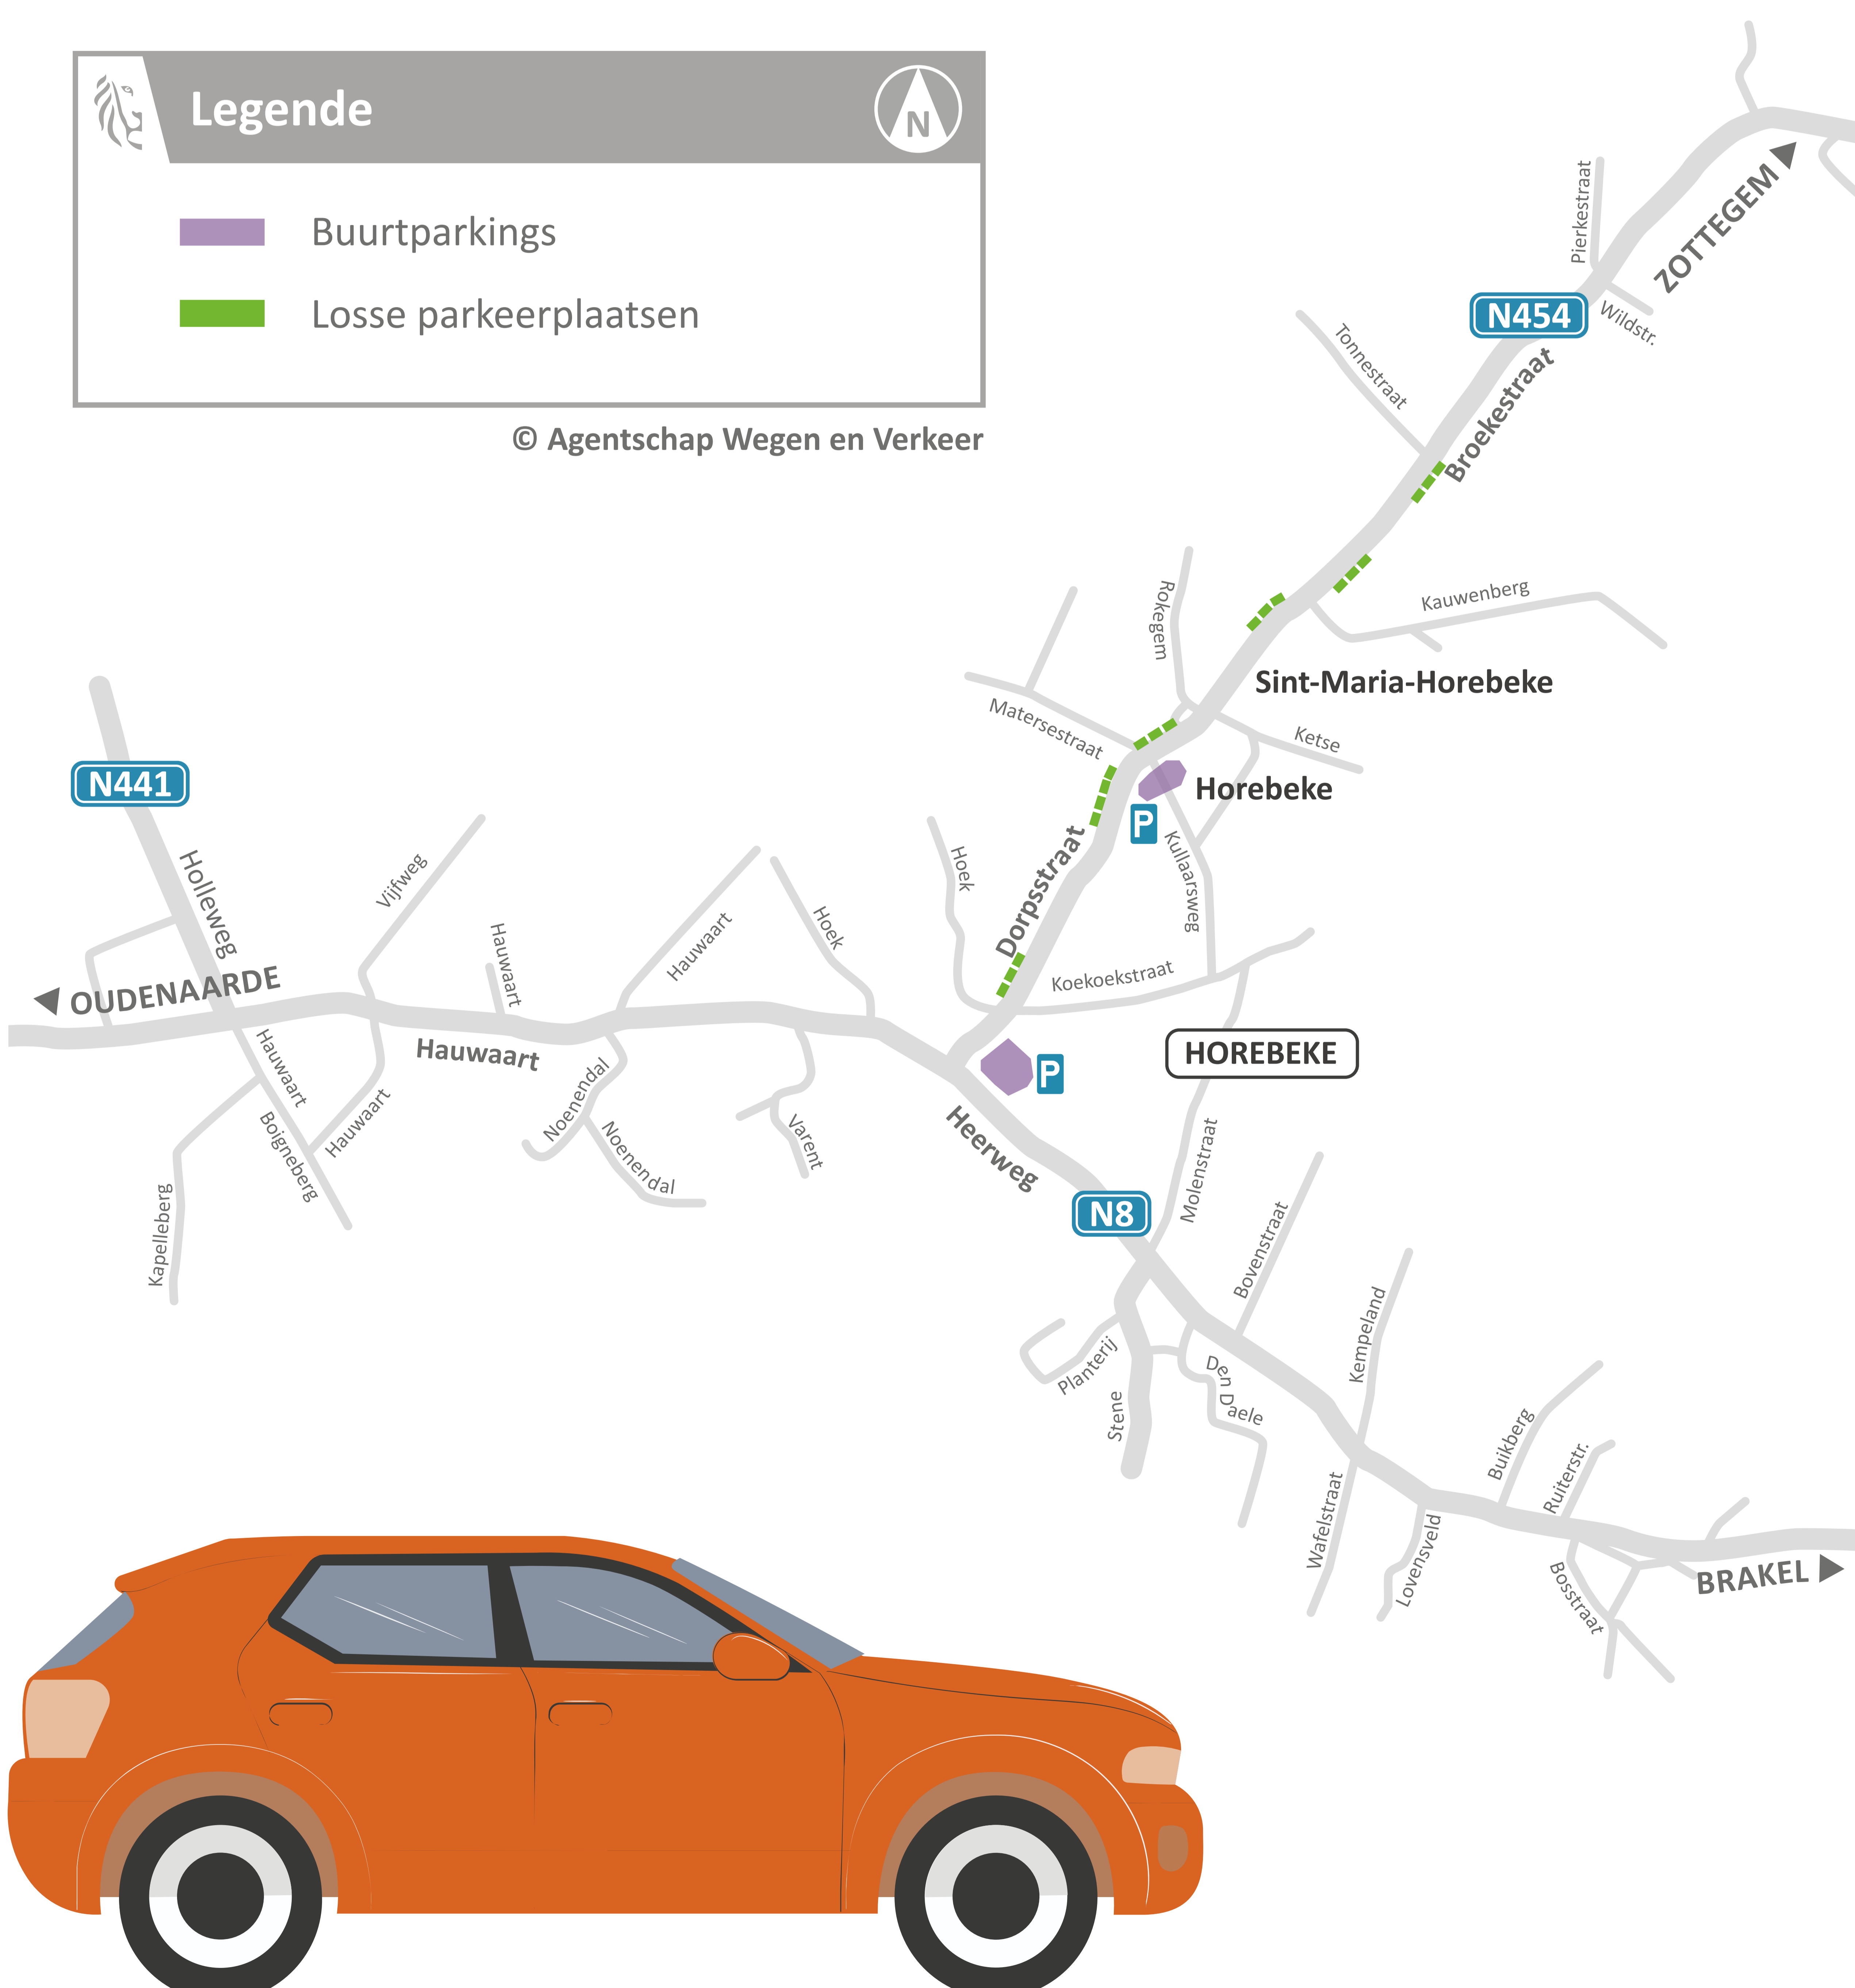 Legende
N
Buurtparkings
Losse parkeerplaatsen
© Agentschap Wegen en Verkeer
Pierkestraat
ZOTTEGEM
N454
Wildstr.
Tonnestraat
Broekestraat
Rokegem
Kauwenberg
Sint-Maria-Horebeke
Matersestraat
Ketse
N441
Horebeke
P
Holleweg
Vijfweg
Hoek
Dorpsstraat
Kullaarsweg
Hauwaart
Hauwaart
Hoek
Koekoekstraat
OUDENAARDE
Hauwaart
Hauwaart
HOREBEKE
P
Hauwaart
Noenendal
Heerweg
Boigneberg
Noenendal
Varent
Molenstraat
Kapelleberg
N8
Bovenstraat
Kempeland
Planterij
Den Daele
Stene
Buikberg
Ruiterstr.
Wafelstraat
Lovensveld
Bosstraat
BRAKEL